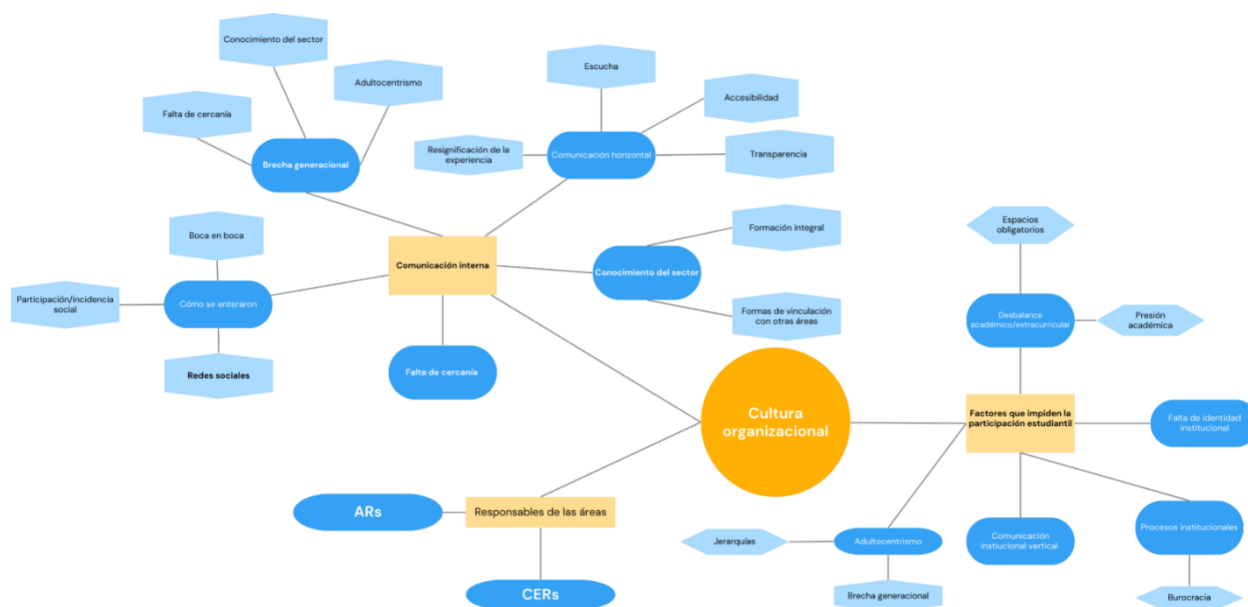 Conocimiento del sector
Adultocentrismo
Falta de cercanía
Brecha generacional
Escucha
Accesibilidad
Resignificación de la
experiencia
Comunicación horizontal
Transparencia
Boca en boca
Participación/incidencia
social
Cómo se enteraron
Redes sociales
Comunicación interna
Formación integral
Conocimiento del sector
Formas de vinculación
con otras áreas
Falta de cercanía
Cultura
organizacional
Espacios
obligatorios
Desbalance
académico/extracurricular
Presión
académica
Factores que impiden la
participación estudiantil
Falta de identidad
institucional
ARs
Responsables de las áreas
CERs
Jerarquías
Adultocentrismo
Brecha generacional
Comunicación
instiucional vertical
Procesos institucionales
Burocracia